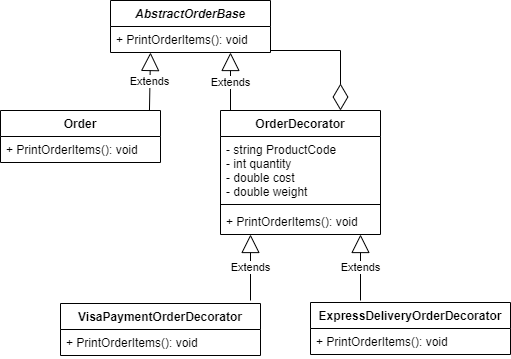 AbstractOrderBase
+ PrintOrderItems(): void
Extends
Extends
Order
+ PrintOrderItems(): void
OrderDecorator
- string ProductCode
- int quantity
- double cost
- double weight
+ PrintOrderItems(): void
Extends
Extends
VisaPaymentOrderDecorator
+ PrintOrderItems(): void
ExpressDeliveryOrderDecorator
+ PrintOrderItems(): void